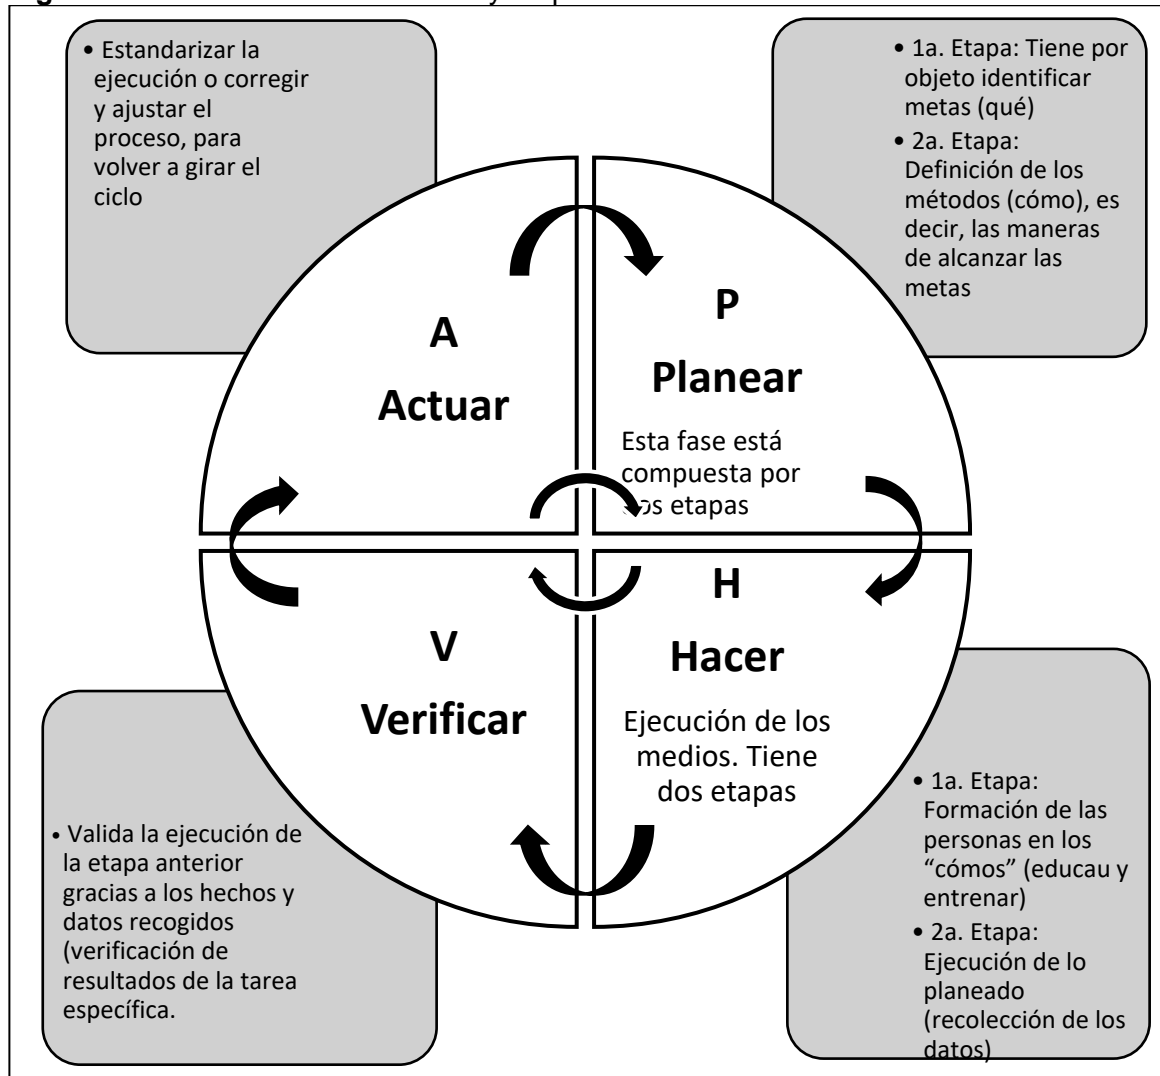 • Estandarizar la
ejecución o corregir
y ajustar el
proceso, para
volver a girar el
ciclo
• 1a. Etapa: Tiene por
objeto identificar
metas (qué)
• 2a. Etapa:
Definición de los
métodos (cómo), es
decir, las maneras
de alcanzar las
metas
A
Actuar
P
Planear
Esta fase está
compuesta por
dos etapas
V
Verificar
H
Hacer
Ejecución de los
medios. Tiene
dos etapas
• Valida la ejecución de
la etapa anterior
gracias a los hechos y
datos recogidos
(verificación de
resultados de la tarea
específica.
• 1a. Etapa:
Formación de las
personas en los
“cómos” (educau y
entrenar)
• 2a. Etapa:
Ejecución de lo
planeado
(recolección de los
datos)